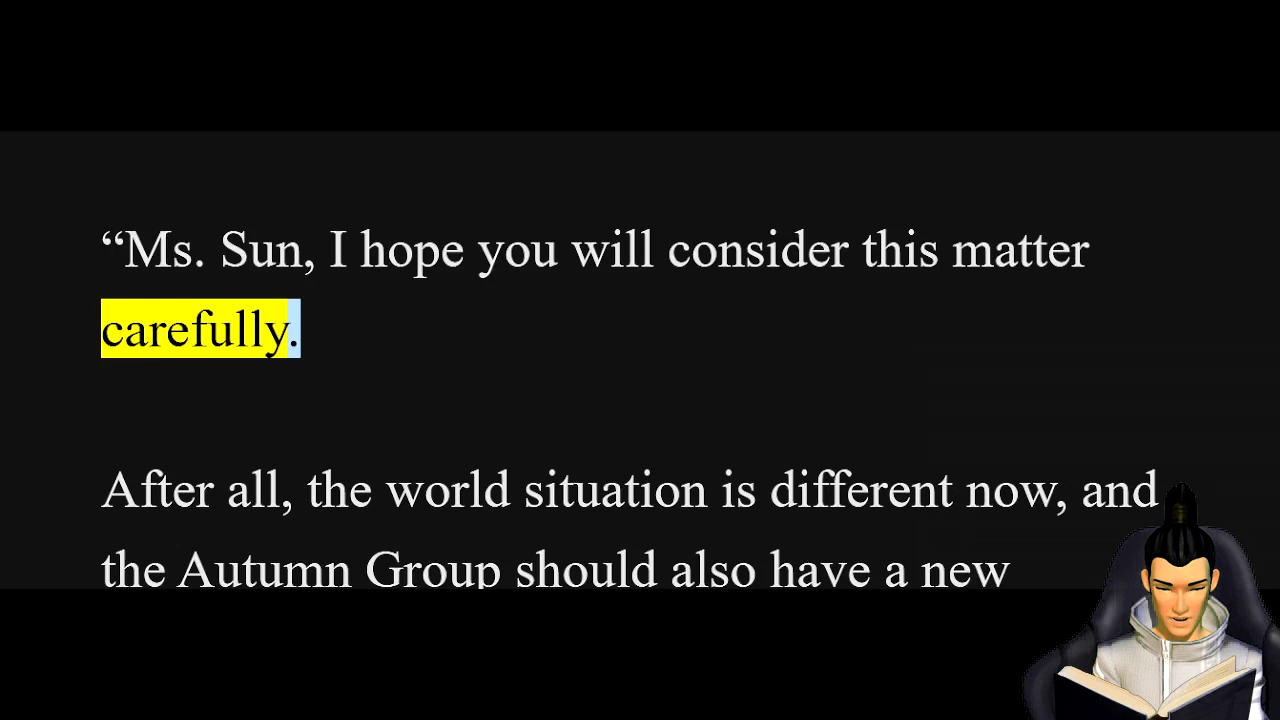 “Ms. Sun, I hope you will consider this matter
carefully.
After all, the world situation is different now, and
the Autumn Group should also have a new